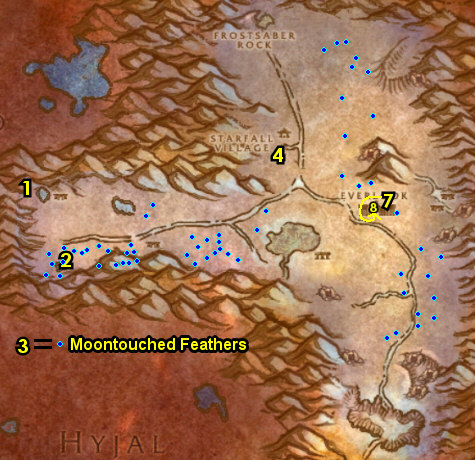 FROSTSABER
ROCK
STARFALL
VILLAGE
4
1
EVERLOOK
7
8
2
3 = Moontouched Feathers
HYJAL